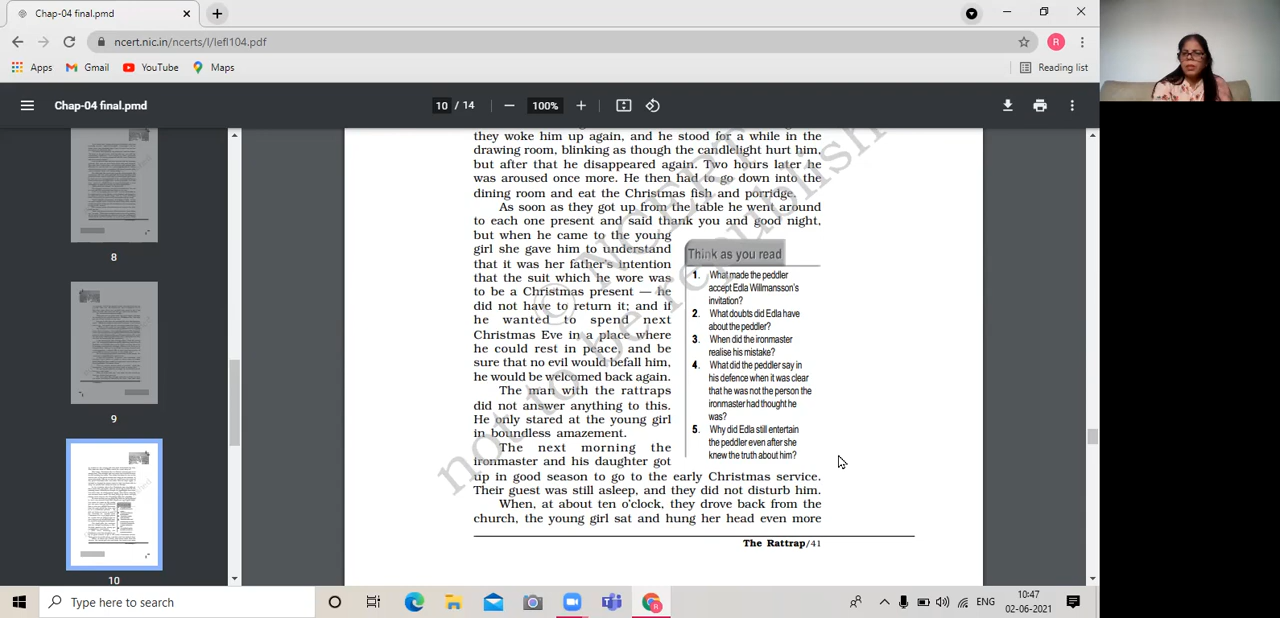 Chap-04 final.pmd
ncert.nic.in/ncerts/l/lefl104.pdf
R
Apps
Gmail
YouTube
Maps
Reading list
Chap-04 final.pmd
10 / 14
100%
8
9
10
they woke him up again, and he stood for a while in the
drawing room, blinking as though the candlelight hurt him,
but after that he disappeared again. Two hours later he
was aroused once more. He then had to go down into the
dining room and eat the Christmas fish and porridge.
As soon as they got up from the table he went around
to each one present and said thank you and good night,
but when he came to the young
girl she gave him to understand
that it was her father's intention
that the suit which he wore was
to be a Christmas present — he
did not have to return it; and if
he wanted to spend next
Christmas Eve in a place where
he could rest in peace, and be
sure that no evil would befall him,
he would be welcomed back again.
The man with the rattraps
did not answer anything to this.
He only stared at the young girl
in boundless amazement.
The next morning the
ironmaster and his daughter got
up in good season to go to the early Christmas service.
Their guest was still asleep, and they did not disturb him.
When, at about ten o'clock, they drove back from the
church, the young girl sat and hung her head even more
Think as you read
1. What made the peddler
accept Edla Willmansson's
invitation?
2. What doubts did Edla have
about the peddler?
3. When did the ironmaster
realise his mistake?
4. What did the peddler say in
his defence when it was clear
that he was not the person the
ironmaster had thought he
was?
5. Why did Edla still entertain
the peddler even after she
knew the truth about him?
The Rattrap/41
© NCERT
not to be republish
Type here to search
ENG
10:47
02-06-2021